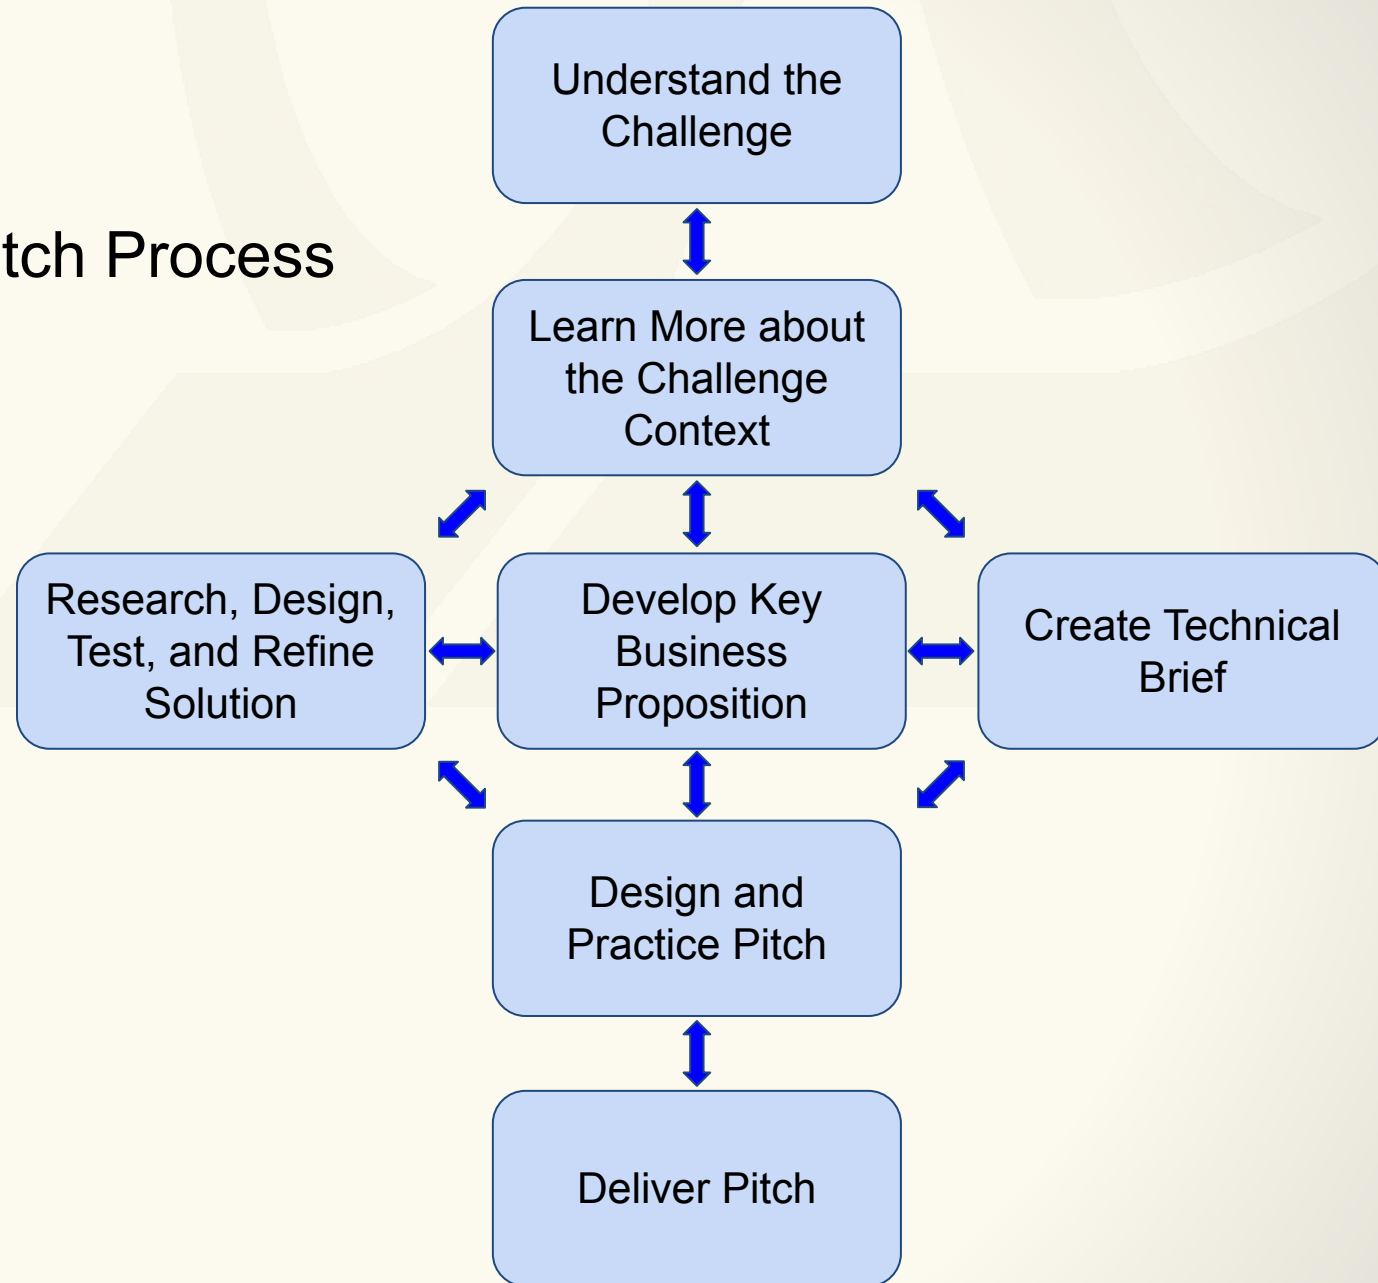 Understand the
Challenge
tch Process
Learn More about
the Challenge
Context
Research, Design,
Test, and Refine
Solution
Develop Key
Business
Proposition
Create Technical
Brief
Design and
Practice Pitch
Deliver Pitch